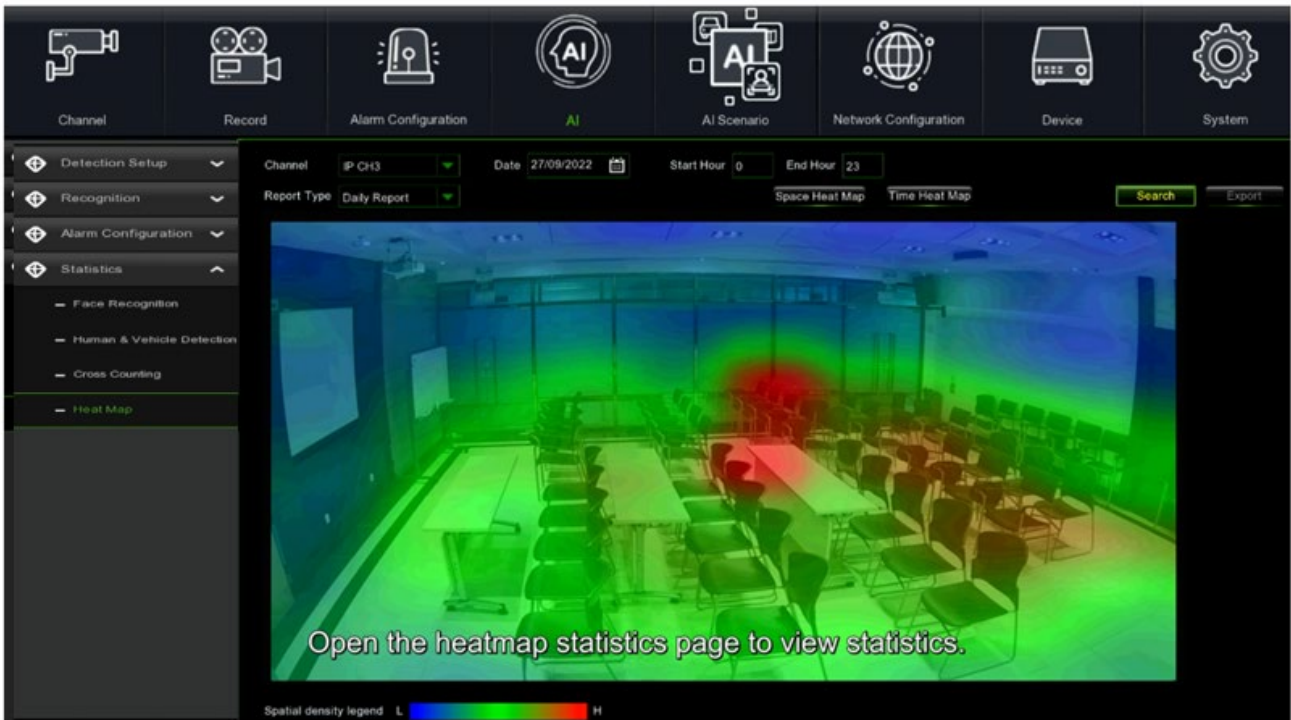 Channel Record Alarm Configuration AI AI Scenario Network Configuration Device System
Detection Setup
Recognition
Alarm Configuration
Statistics
Face Recognition
Human & Vehicle Detection
Cross Counting
Heat Map
Channel IP CH3 Date 27/09/2022 Start Hour 0 End Hour 23
Report Type Daily Report Space Heat Map Time Heat Map Search Export
Open the heatmap statistics page to view statistics.
Spatial density legend L H